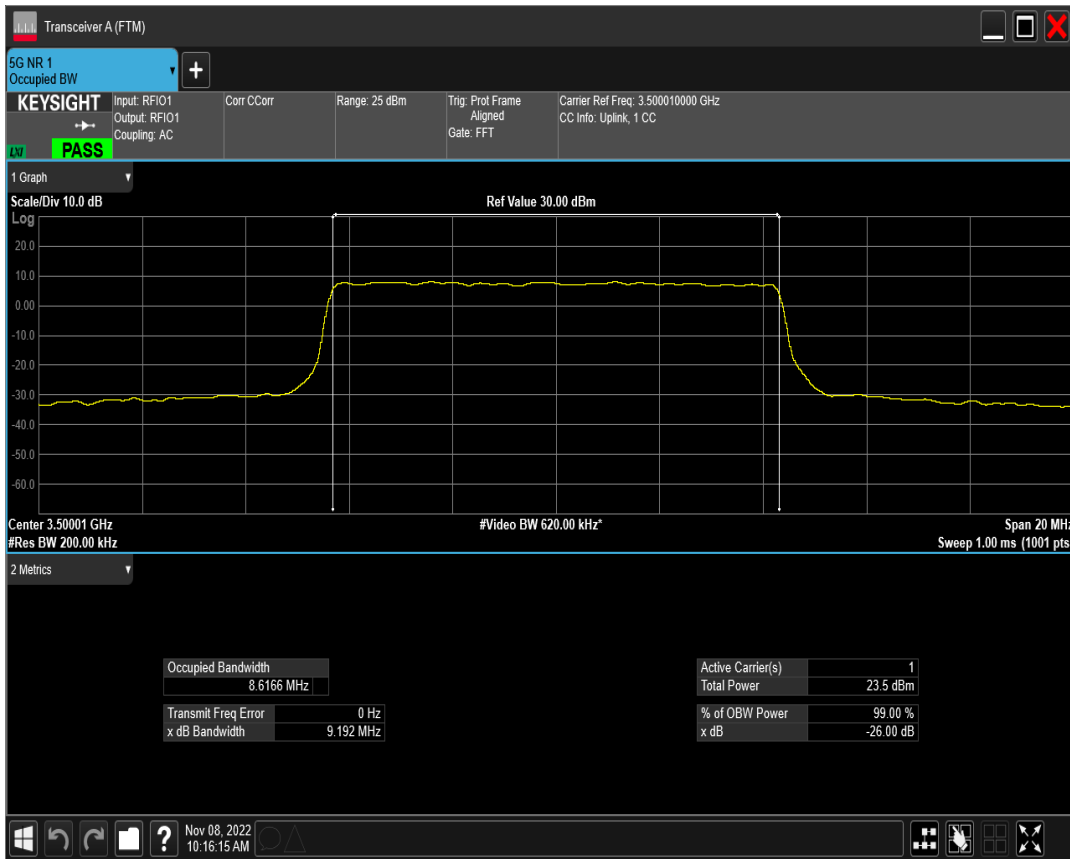 Transceiver A (FTM)
5G NR 1
Occupied BW
+
KEYSIGHT
Input: RFIO1
Output: RFIO1
Coupling: AC
Corr CCorr
Range: 25 dBm
Trig: Prot Frame
Aligned
Gate: FFT
Carrier Ref Freq: 3.500010000 GHz
CC Info: Uplink, 1 CC
LXI
PASS
1 Graph
Scale/Div 10.0 dB
Ref Value 30.00 dBm
Log
20.0
10.0
0.00
-10.0
-20.0
-30.0
-40.0
-50.0
-60.0
Center 3.50001 GHz
#Video BW 620.00 kHz*
Span 20 MHz
#Res BW 200.00 kHz
Sweep 1.00 ms (1001 pts
2 Metrics
Occupied Bandwidth
8.6166 MHz
Transmit Freq Error 0 Hz
x dB Bandwidth 9.192 MHz
Active Carrier(s) 1
Total Power 23.5 dBm
% of OBW Power 99.00 %
x dB -26.00 dB
?
Nov 08, 2022
10:16:15 AM